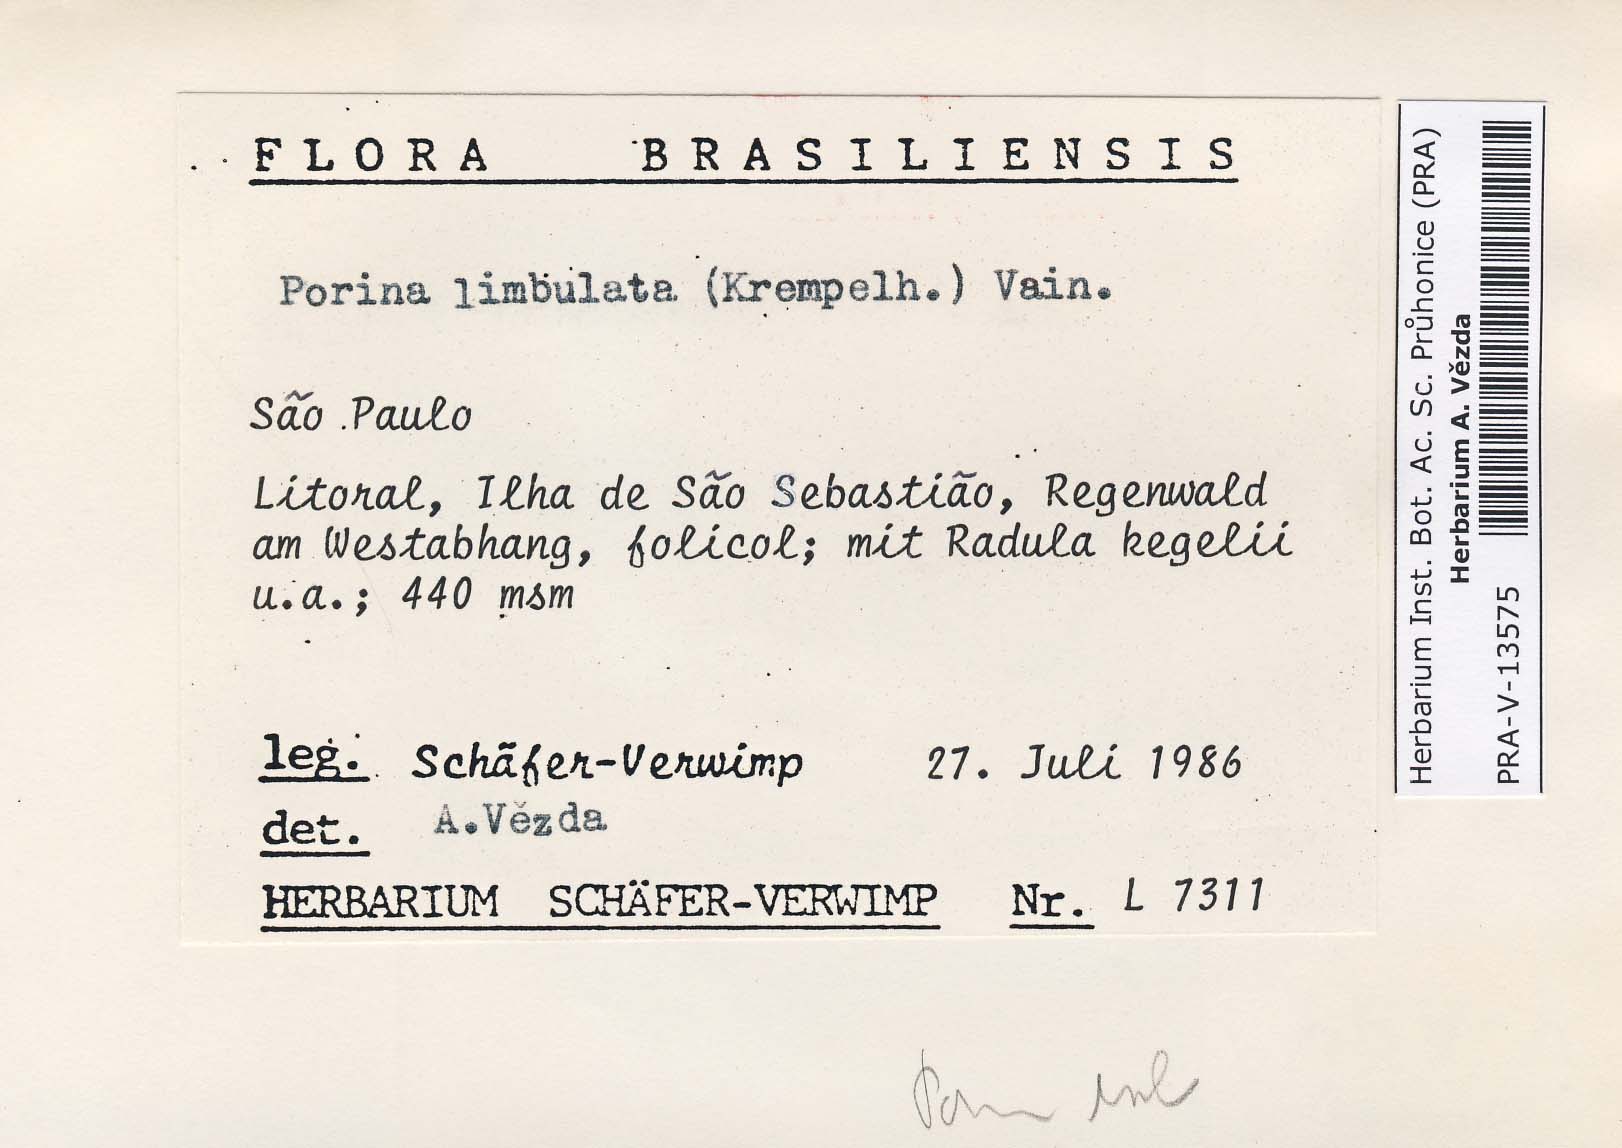 FLORA BRASILIENSIS
Porina limbulata (Krempelh.) Vain.
São Paulo
Litoral, Ilha de São Sebastião, Regenwald
am Westabhang, folicol; mit Radula kegelii
u.a.; 440 msm
leg. Schäfer-Verwimp 27. Juli 1986
det. A.Vězda
HERBARIUM SCHÄFER-VERWIMP Nr. L 7311
Herbarium Inst. Bot. Ac. Sc. Průhonice (PRA)
Herbarium A. Vězda
PRA-V-13575